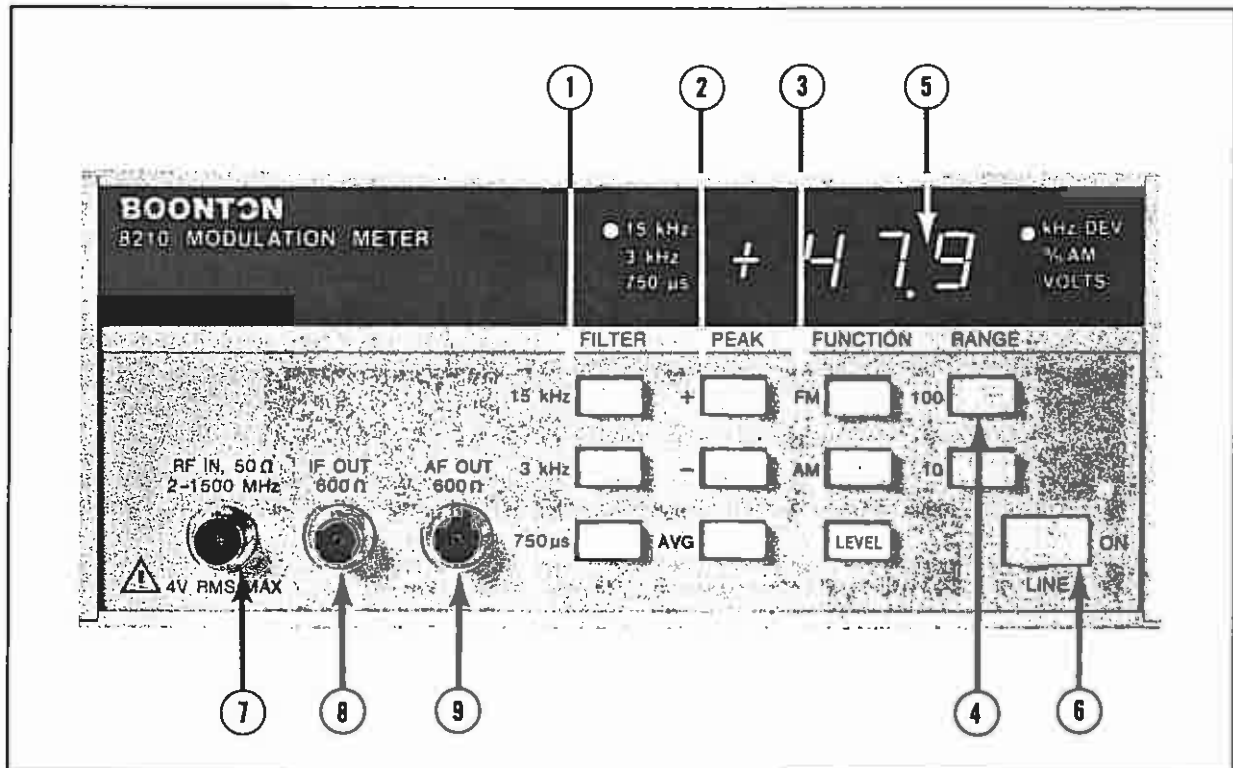 1 2 3 5
BOONTON
8210 MODULATION METER
15 kHz
3 kHz
750 µs
+ 47.9
kHz DEV
% AM
VOLTS
FILTER PEAK FUNCTION RANGE
15 kHz + FM 100
3 kHz - AM 10
750 µs AVG LEVEL
RF IN, 50 Ω
2-1500 MHz
IF OUT
600 Ω
AF OUT
600 Ω
4V RMS MAX
ON
LINE
7 8 9 4 6